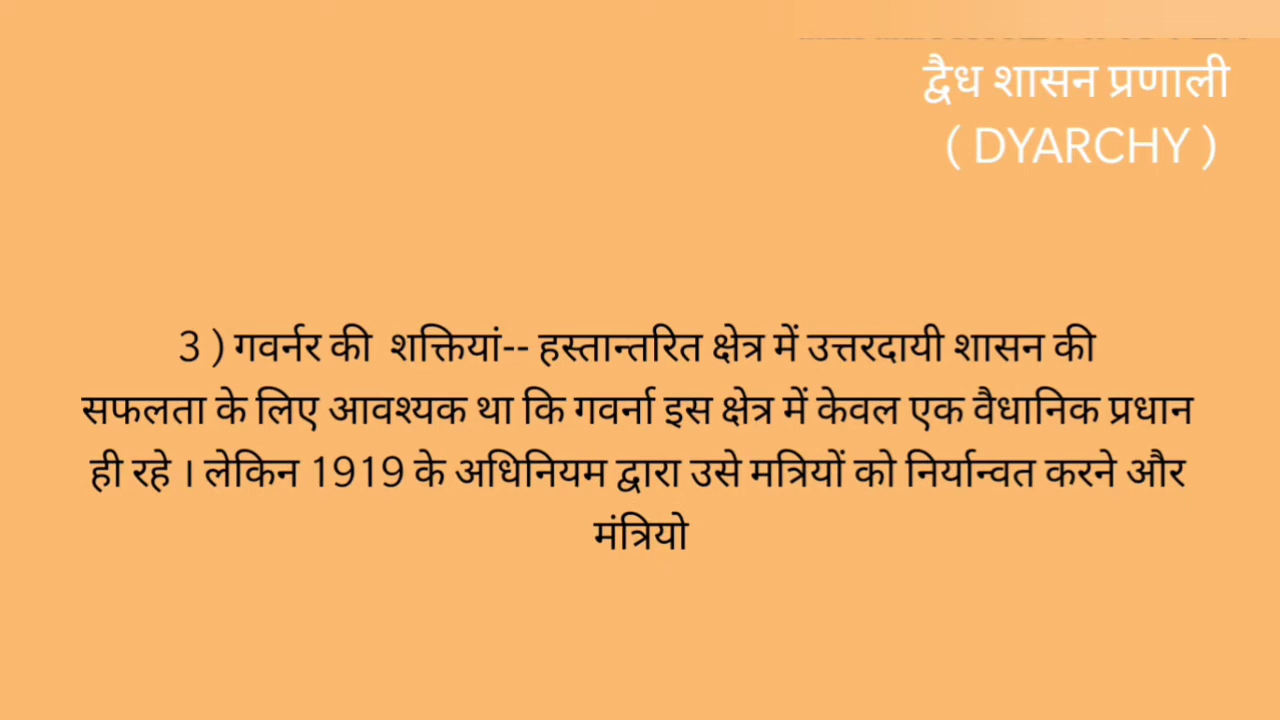 द्वैध शासन प्रणाली
( DYARCHY )
3 ) गवर्नर की शक्तियां-- हस्तान्तरित क्षेत्र में उत्तरदायी शासन की
सफलता के लिए आवश्यक था कि गवर्ना इस क्षेत्र में केवल एक वैधानिक प्रधान
ही रहे । लेकिन 1919 के अधिनियम द्वारा उसे मत्रियों को निर्यान्वत करने और
मंत्रियो